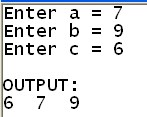 Enter a = 7
Enter b = 9
Enter c = 6
OUTPUT:
6 7 9